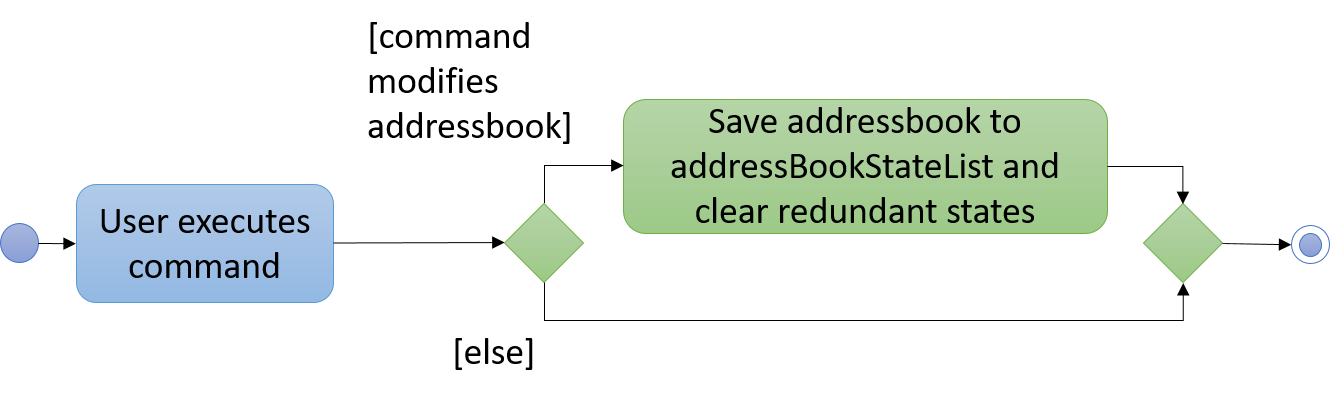 [command
modifies
addressbook]
Save addressbook to
addressBookStateList and
clear redundant states
User executes
command
[else]